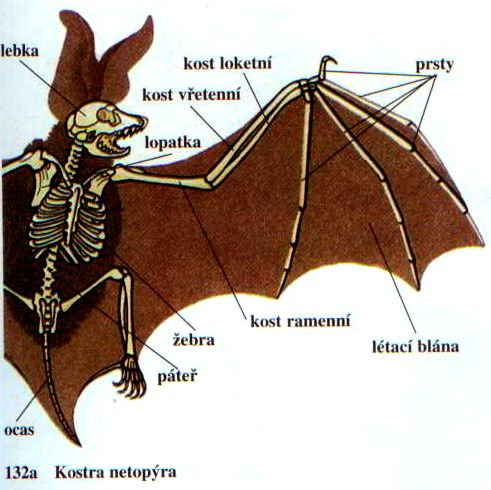 lebka
kost loketní
prsty
kost vřetenní
lopatka
kost ramenní
žebra
létací blána
páteř
ocas
132a Kostra netopýra